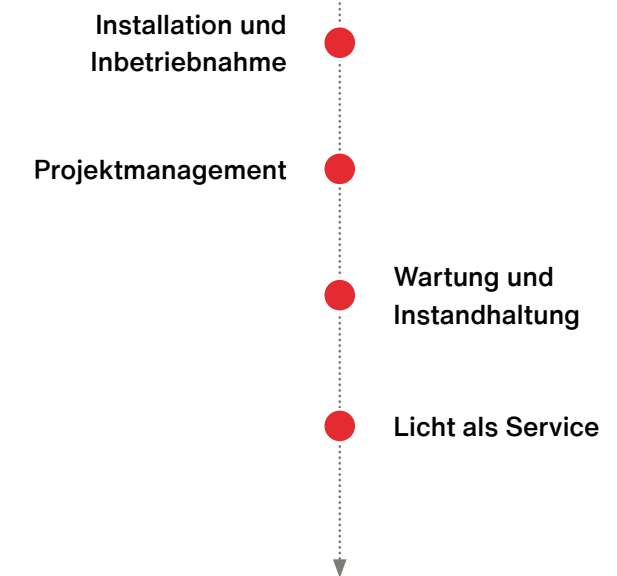 Installation und
Inbetriebnahme
Projektmanagement
Wartung und
Instandhaltung
Licht als Service